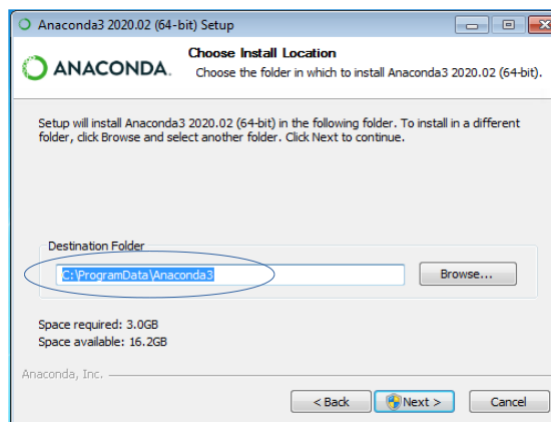 Anaconda3 2020.02 (64-bit) Setup
Choose Install Location
ANACONDA.
Choose the folder in which to install Anaconda3 2020.02 (64-bit).
Setup will install Anaconda3 2020.02 (64-bit) in the following folder. To install in a different
folder, click Browse and select another folder. Click Next to continue.
Destination Folder
C:\ProgramData\Anaconda3
Browse...
Space required: 3.0GB
Space available: 16.2GB
Anaconda, Inc.
< Back
Next >
Cancel